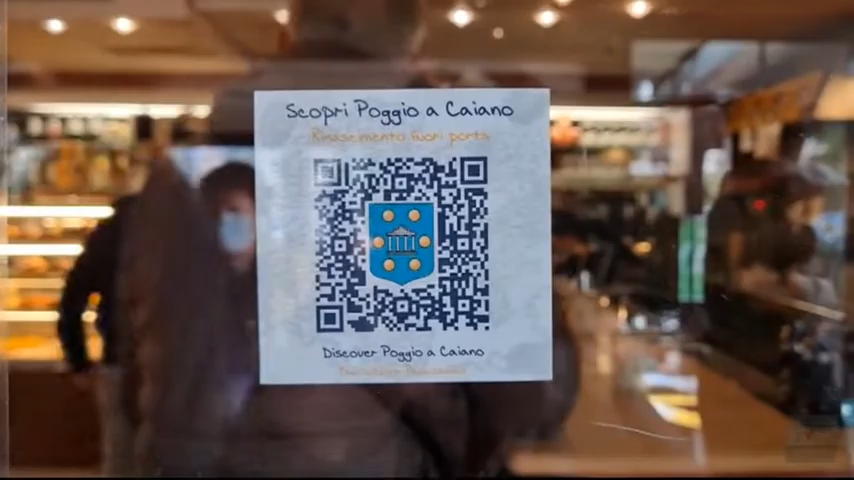 Scopri Poggio a Caiano
Rinascimento fuori porta
Discover Poggio a Caiano